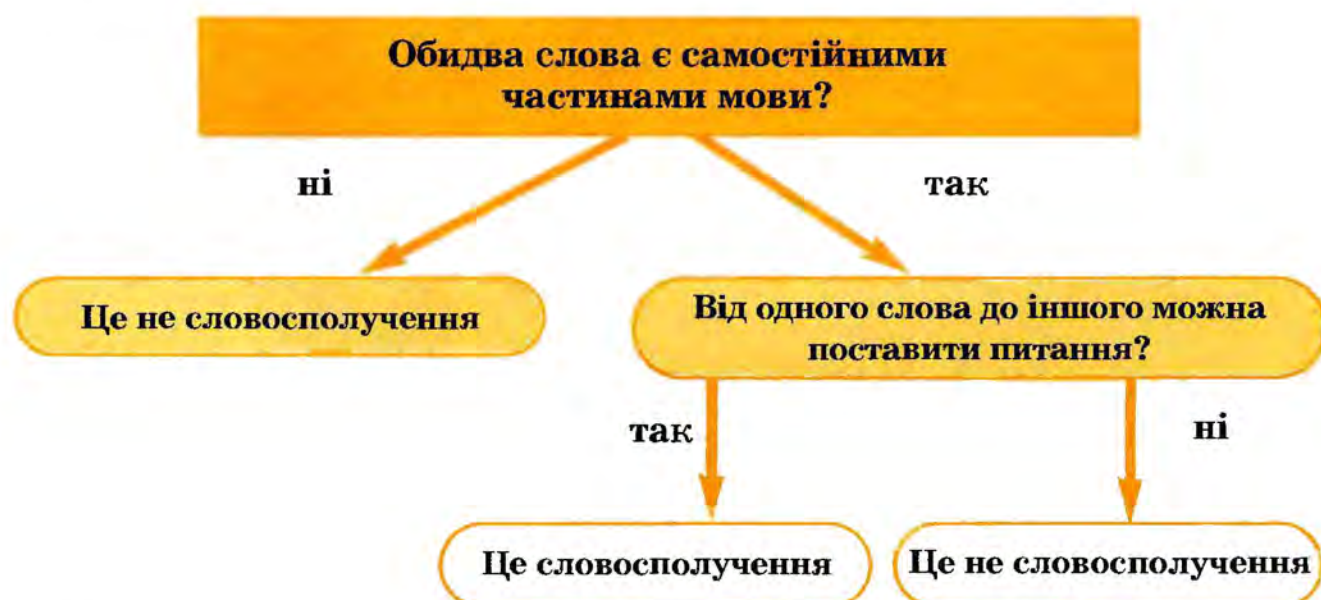 Обидва слова є самостійними
частинами мови?
ні
так
Це не словосполучення
Від одного слова до іншого можна
поставити питання?
так
ні
Це словосполучення
Це не словосполучення